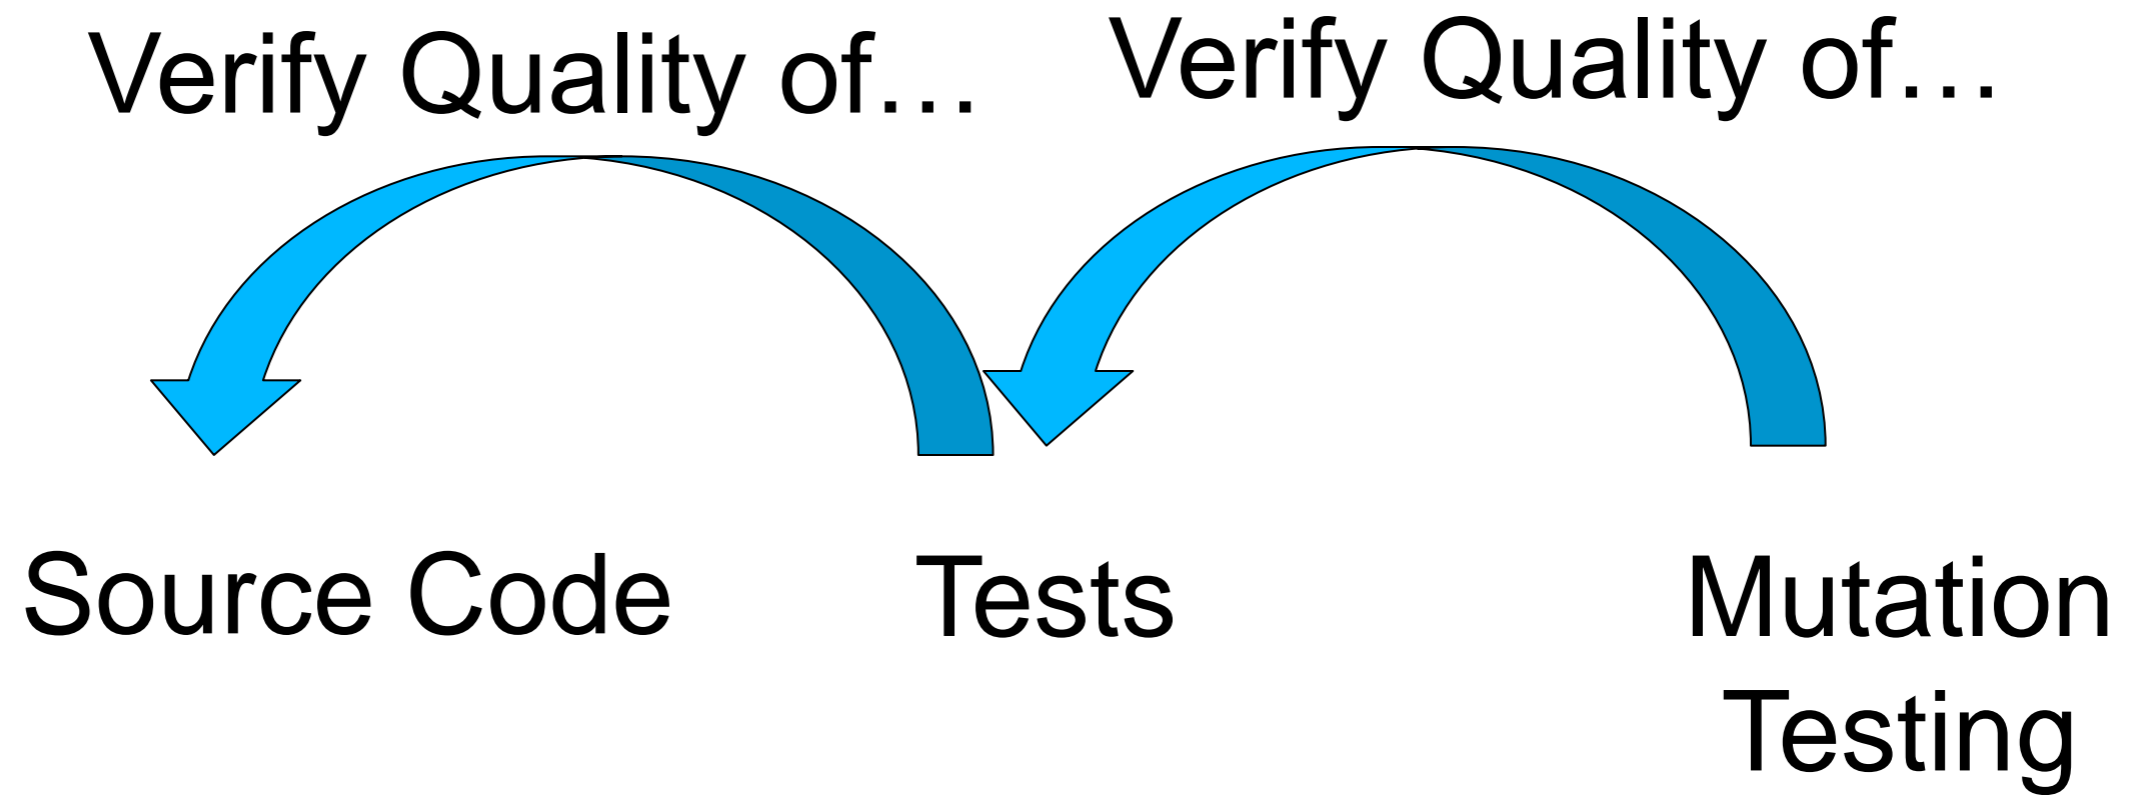 Verify Quality of...
Verify Quality of...
Source Code
Tests
Mutation
Testing